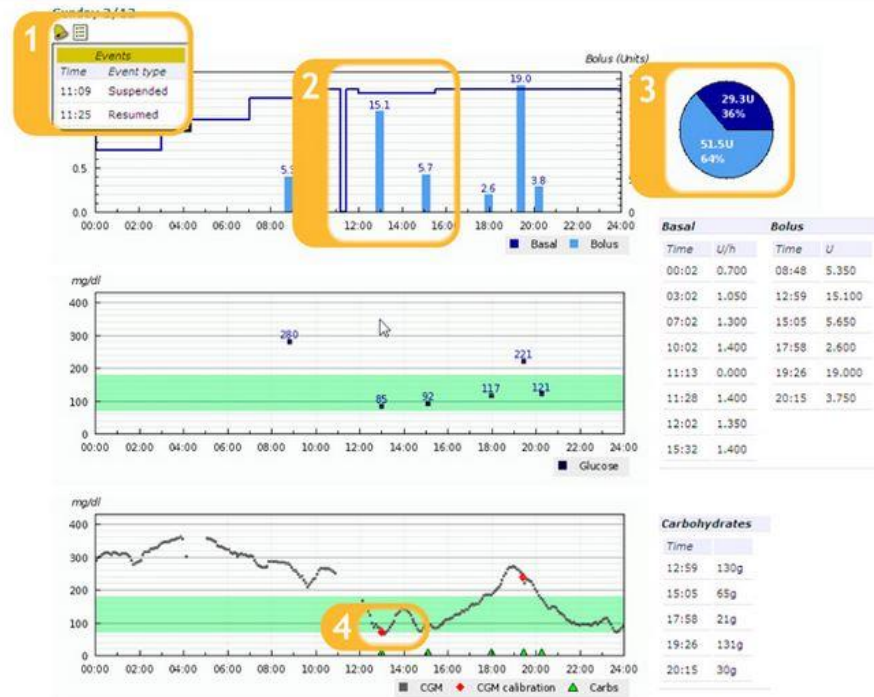 Sunday 2/12
1
Events
Time Event type
11:09 Suspended
11:25 Resumed
2
Bolus (Units)
3
0.5
0.0
5.3
15.1
5.7
2.6
19.0
3.8
0
00:00 02:00 04:00 06:00 08:00 10:00 12:00 14:00 16:00 18:00 20:00 22:00 24:00
Basal Bolus
29.3U
36%
51.5U
64%
Basal Bolus
Time U/h Time U
00:02 0.700 08:48 5.350
03:02 1.050 12:59 15.100
07:02 1.300 15:05 5.650
10:02 1.400 17:58 2.600
11:13 0.000 19:26 19.000
11:28 1.400 20:15 3.750
12:02 1.350
15:32 1.400
mg/dl
400
300
200
100
0
280
85
92
117
221
121
00:00 02:00 04:00 06:00 08:00 10:00 12:00 14:00 16:00 18:00 20:00 22:00 24:00
Glucose
mg/dl
400
300
200
100
0
4
00:00 02:00 04:00 06:00 08:00 10:00 12:00 14:00 16:00 18:00 20:00 22:00 24:00
CGM CGM calibration Carbs
Carbohydrates
Time
12:59 130g
15:05 65g
17:58 21g
19:26 131g
20:15 30g